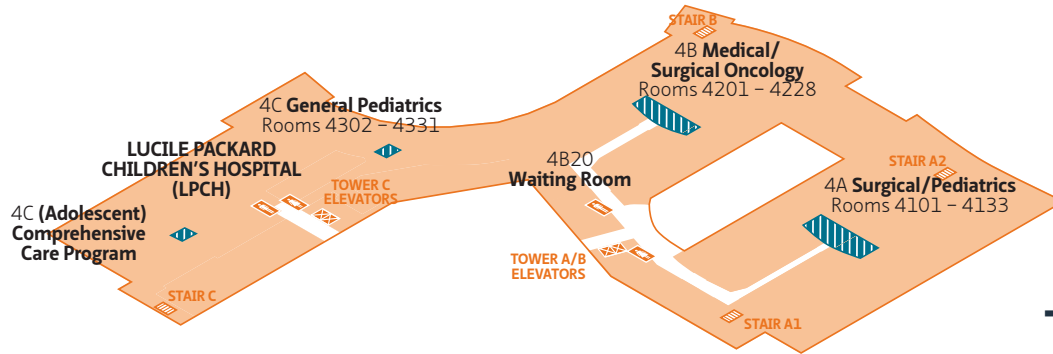 STAIR B
4B Medical/
Surgical Oncology
Rooms 4201 – 4228
4C General Pediatrics
Rooms 4302 – 4331
LUCILE PACKARD
CHILDREN'S HOSPITAL
(LPCH)
4B20
Waiting Room
STAIR A2
TOWER C
ELEVATORS
4A Surgical/Pediatrics
Rooms 4101 – 4133
4C (Adolescent)
Comprehensive
Care Program
TOWER A/B
ELEVATORS
STAIR C
STAIR A1